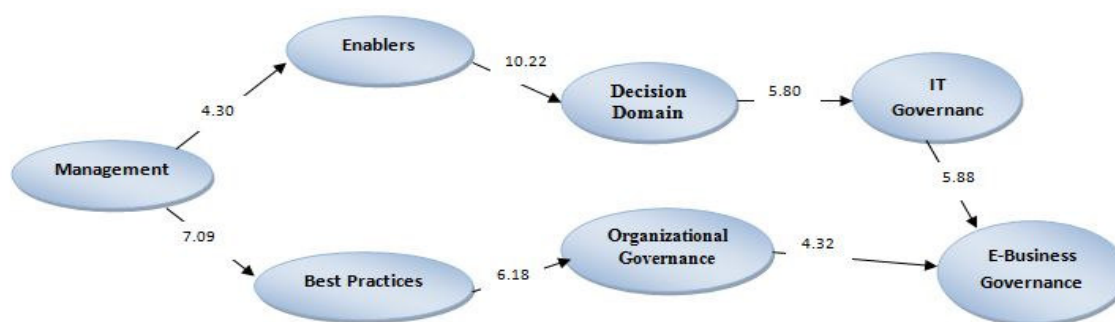 Enablers
10.22
Decision
Domain
5.80
IT
Governanc
4.30
Management
5.88
7.09
Best Practices
6.18
Organizational
Governance
4.32
E-Business
Governance